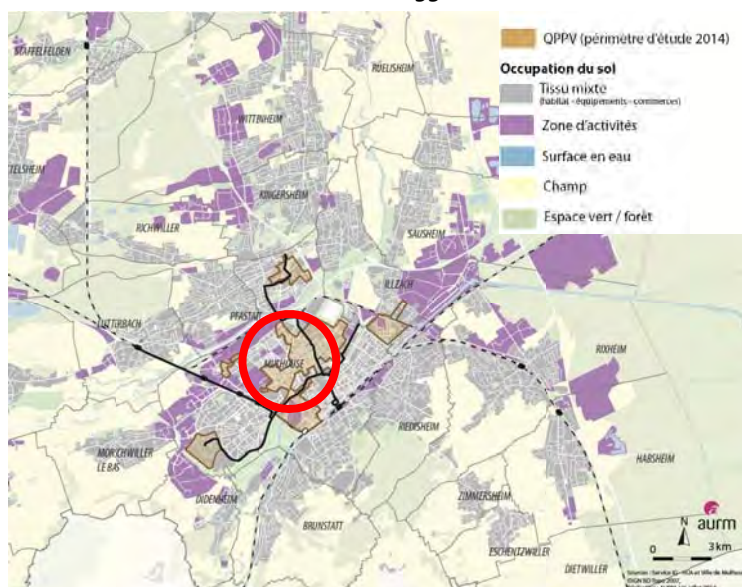 QPPV (périmètre d'étude 2014)
Occupation du sol
Tissu mixte
(habitat - équipements - commerces)
Zone d'activités
Surface en eau
Champ
Espace vert / forêt
STAFFELFELDEN
RUELISHEIM
WITTENHEIM
KINGERSHEIM
RICHWILLER
SAUSHEIM
ILLZACH
PFASTATT
LUTTERBACH
MULHOUSE
RIXHEIM
RIEDISHEIM
MORSCHWILLER
LE BAS
HABSHEIM
DIDENHEIM
ZIMMERSHEIM
BRUNSTATT
ESCHENTZWILLER
DIETWILLER
aurm
N
0 3 km